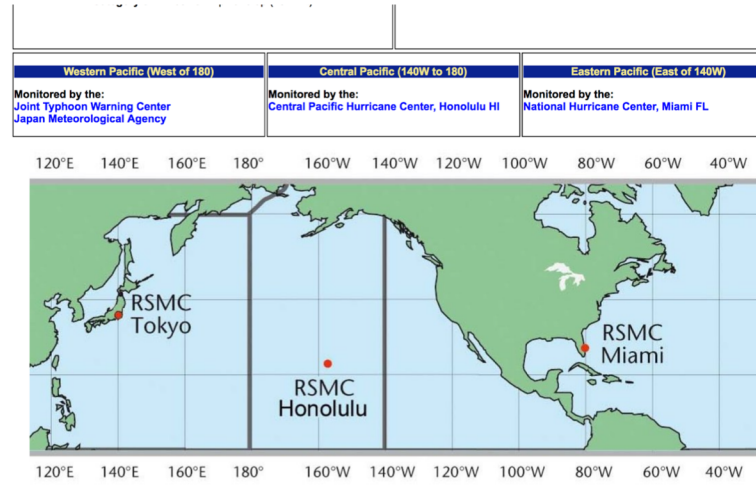 Western Pacific (West of 180)
Central Pacific (140W to 180)
Eastern Pacific (East of 140W)
Monitored by the:
Joint Typhoon Warning Center
Japan Meteorological Agency
Monitored by the:
Central Pacific Hurricane Center, Honolulu HI
Monitored by the:
National Hurricane Center, Miami FL
120°E 140°E 160°E 180° 160°W 140°W 120°W 100°W 80°W 60°W 40°W
RSMC
Tokyo
RSMC
Miami
RSMC
Honolulu
120°E 140°E 160°E 180° 160°W 140°W 120°W 100°W 80°W 60°W 40°W